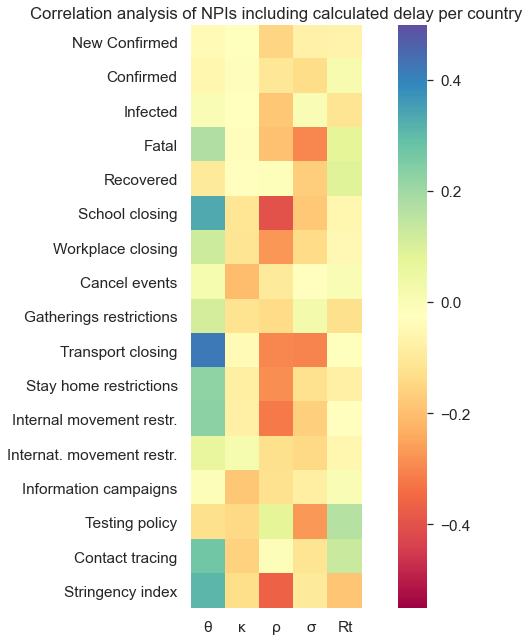 Correlation analysis of NPIs including calculated delay per country
New Confirmed
Confirmed
Infected
Fatal
Recovered
School closing
Workplace closing
Cancel events
Gatherings restrictions
Transport closing
Stay home restrictions
Internal movement restr.
Internat. movement restr.
Information campaigns
Testing policy
Contact tracing
Stringency index
θ κ ρ σ Rt
0.4
0.2
0.0
−0.2
−0.4